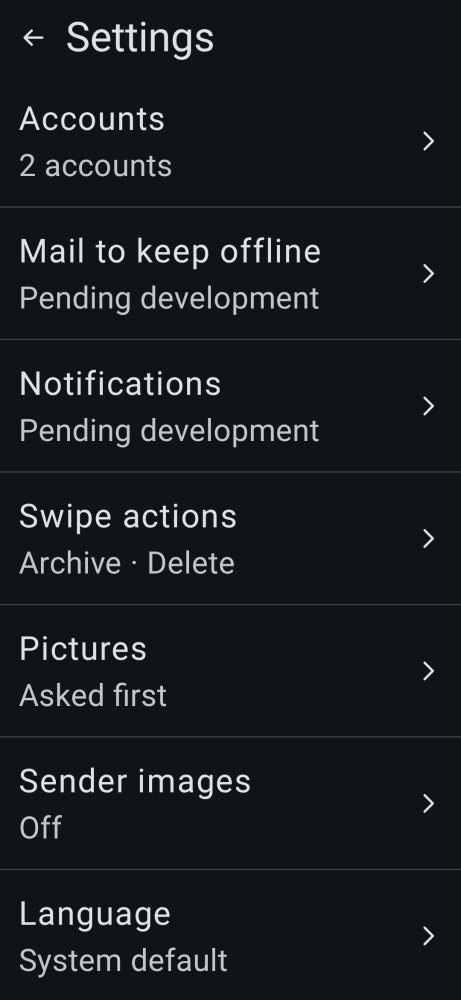 Settings
Accounts
2 accounts
Mail to keep offline
Pending development
Notifications
Pending development
Swipe actions
Archive · Delete
Pictures
Asked first
Sender images
Off
Language
System default